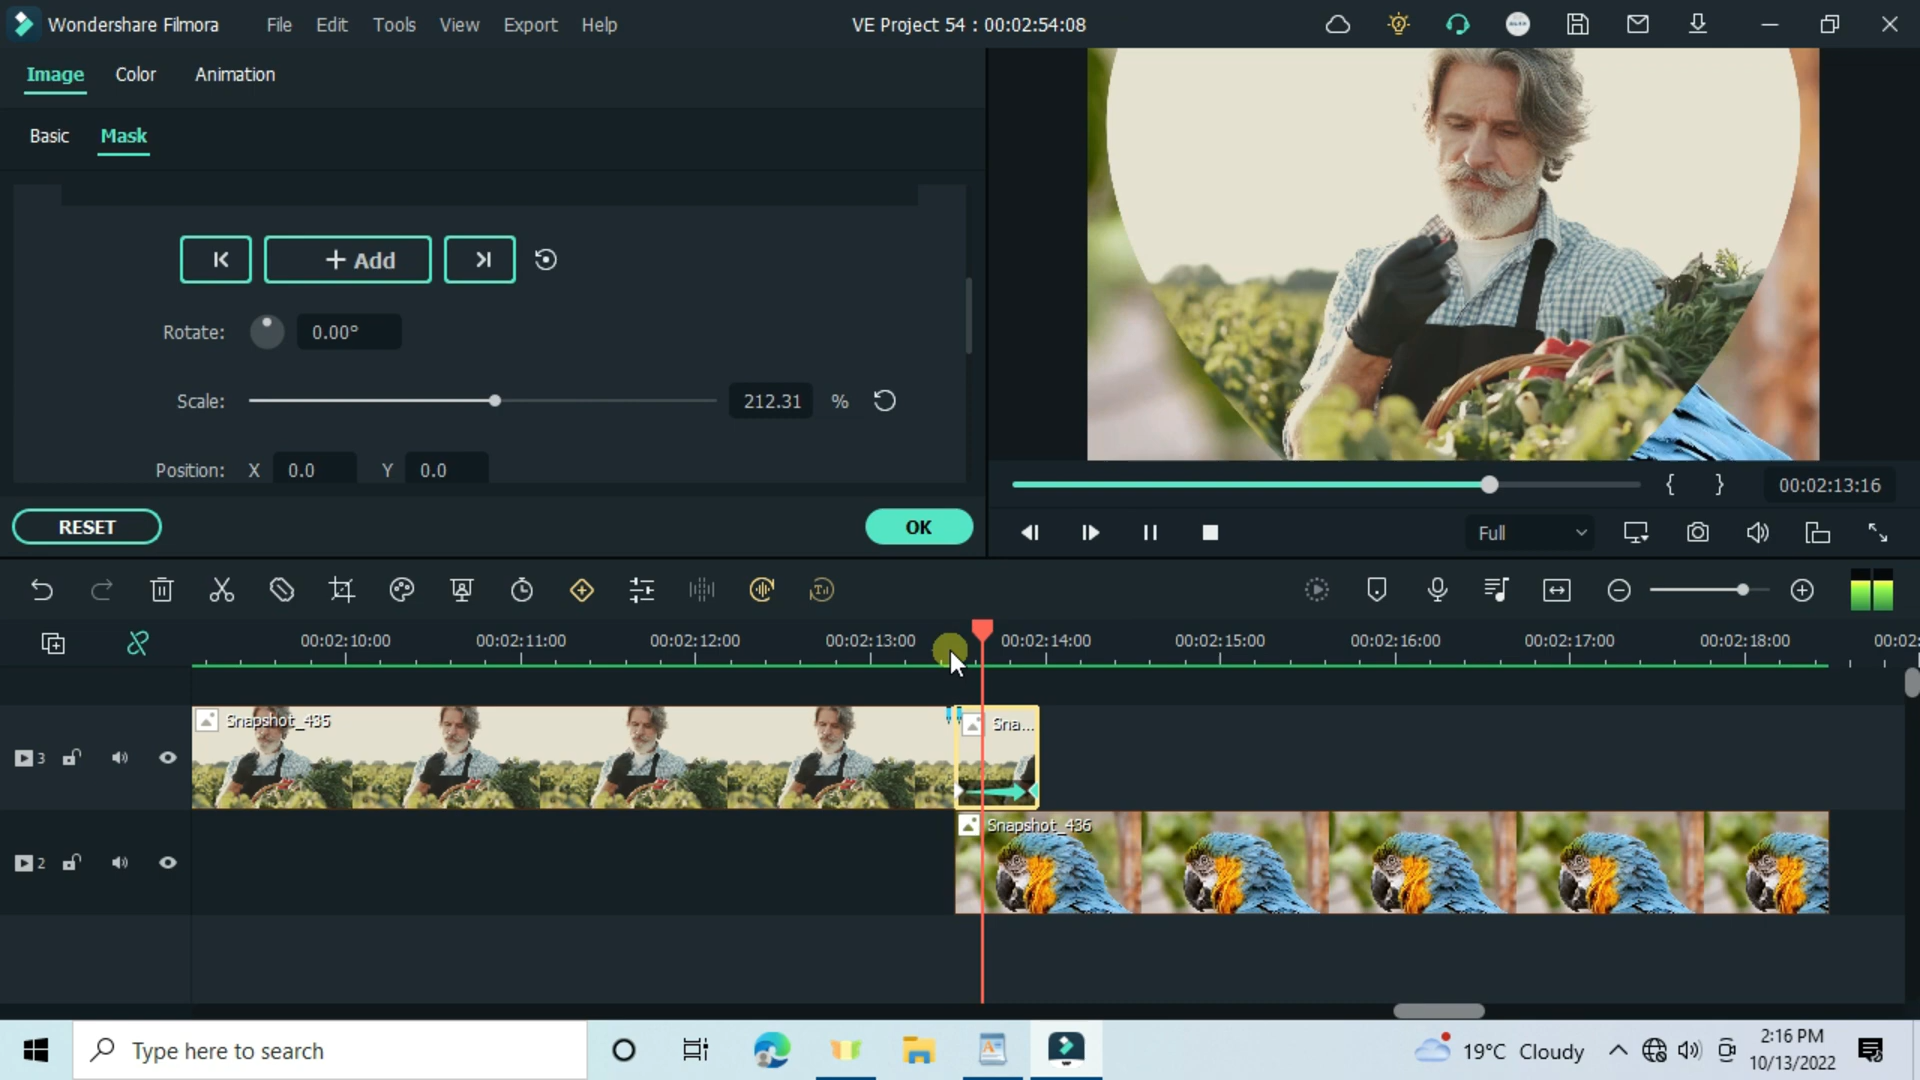 Wondershare Filmora File Edit Tools View Export Help VE Project 54 : 00:02:54:08
Image Color Animation
Basic Mask
+ Add
Rotate: 0.00°
Scale: 212.31 %
Position: X 0.0 Y 0.0
{ } 00:02:13:16
RESET OK
Full
00:02:10:00 00:02:11:00 00:02:12:00 00:02:13:00 00:02:14:00 00:02:15:00 00:02:16:00 00:02:17:00 00:02:18:00 00:02
Snapshot_435 Sna...
3
Snapshot_436
2
Type here to search
19°C Cloudy
2:16 PM
10/13/2022